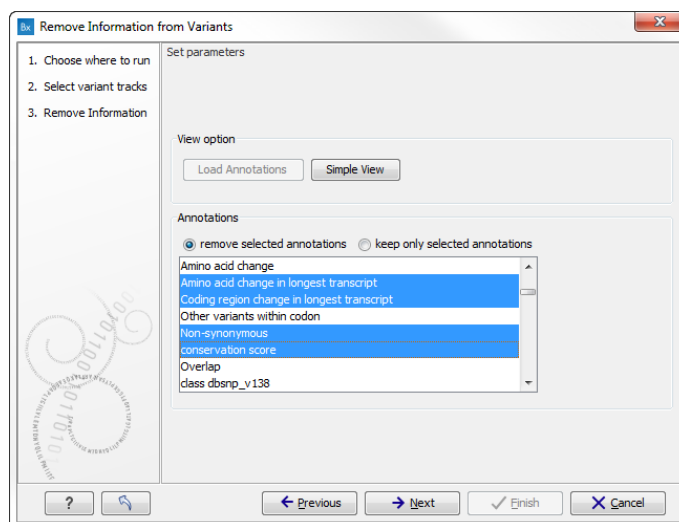 Bx Remove Information from Variants
1. Choose where to run
2. Select variant tracks
3. Remove Information
Set parameters
View option
Load Annotations Simple View
Annotations
remove selected annotations keep only selected annotations
Amino acid change
Amino acid change in longest transcript
Coding region change in longest transcript
Other variants within codon
Non-synonymous
conservation score
Overlap
class dbsnp_v138
? Previous Next Finish Cancel